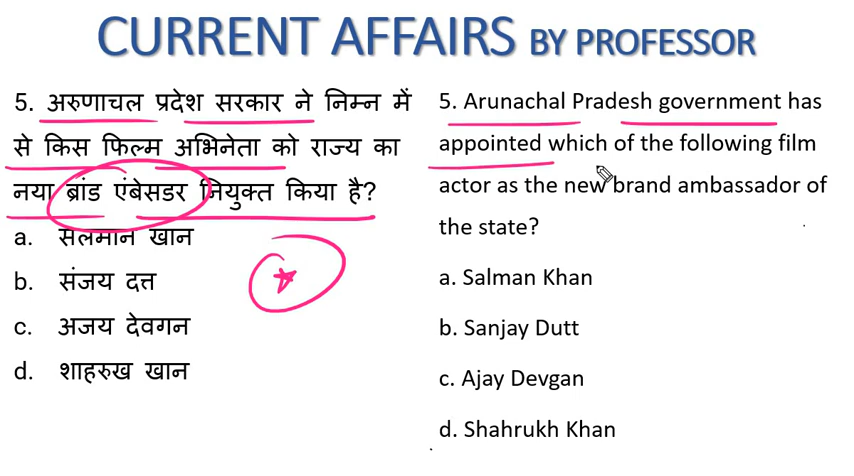 CURRENT AFFAIRS BY PROFESSOR
5. अरुणाचल प्रदेश सरकार ने निम्न में
से किस फिल्म अभिनेता को राज्य का
नया ब्रांड एंबेसडर नियुक्त किया है?
a. सलमान खान
b. संजय दत्त
c. अजय देवगन
d. शाहरुख खान
5. Arunachal Pradesh government has
appointed which of the following film
actor as the new brand ambassador of
the state?
a. Salman Khan
b. Sanjay Dutt
c. Ajay Devgan
d. Shahrukh Khan